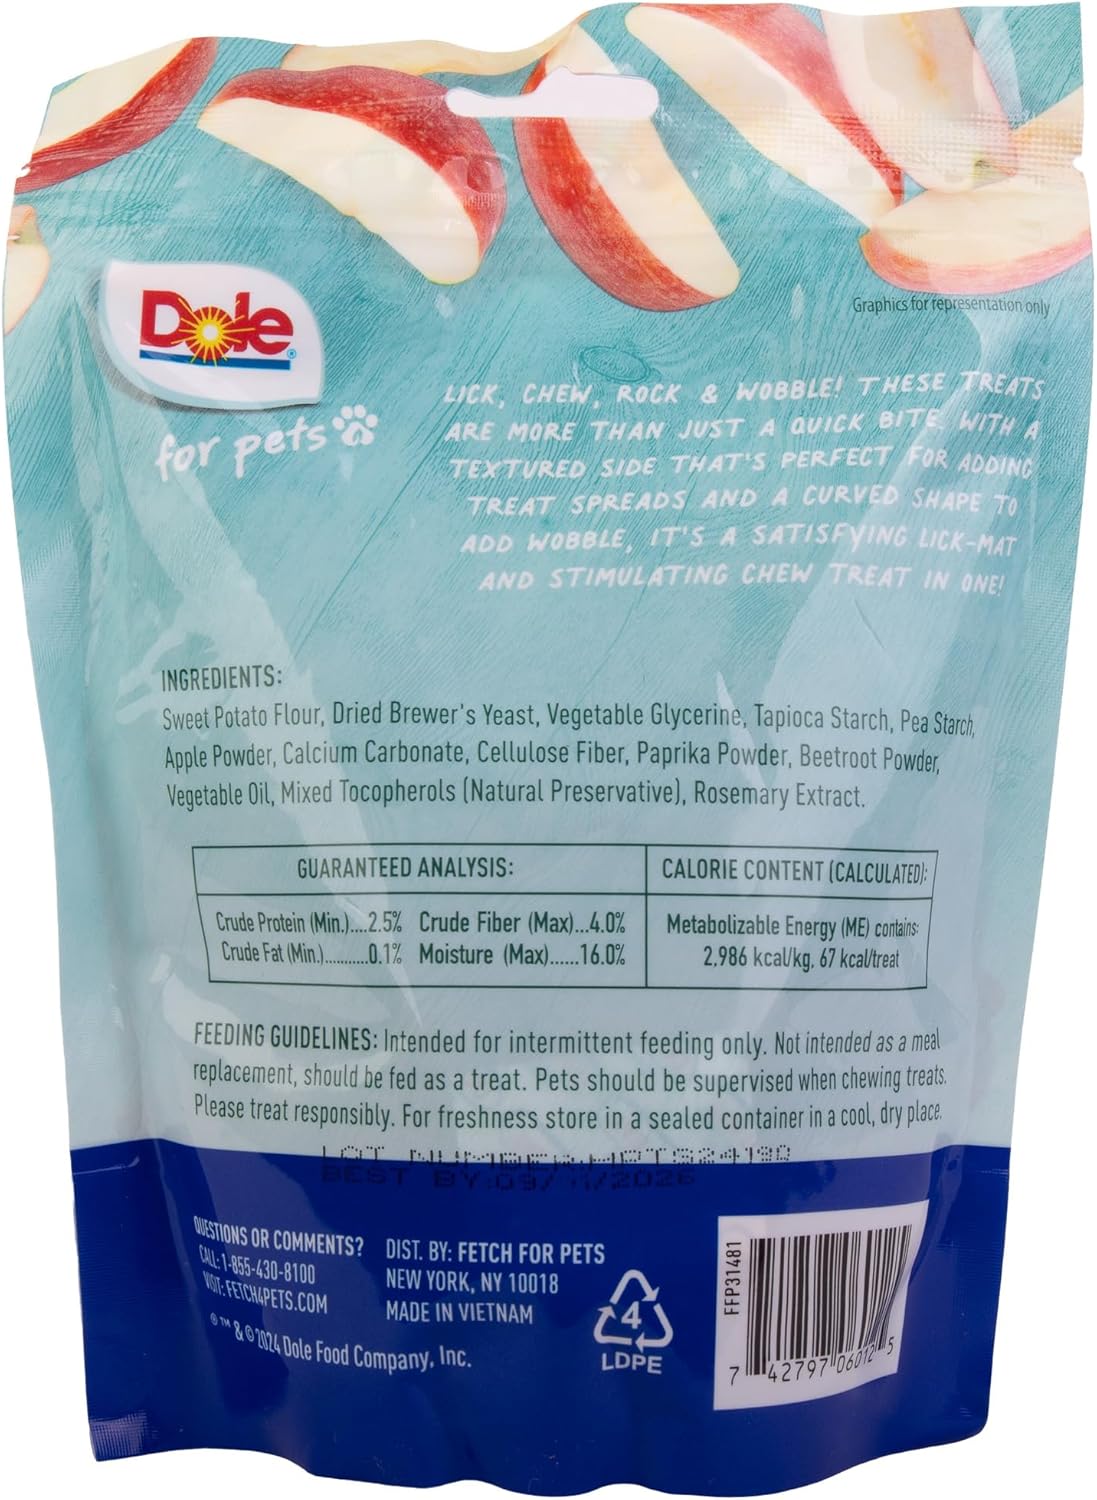 Graphics for representation only
Dole®
for pets
LICK, CHEW, ROCK & WOBBLE! THESE TREATS
ARE MORE THAN JUST A QUICK BITE. WITH A
TEXTURED SIDE THAT'S PERFECT FOR ADDING
TREAT SPREADS AND A CURVED SHAPE TO
ADD WOBBLE, IT'S A SATISFYING LICK-MAT
AND STIMULATING CHEW TREAT IN ONE!
INGREDIENTS:
Sweet Potato Flour, Dried Brewer's Yeast, Vegetable Glycerine, Tapioca Starch, Pea Starch,
Apple Powder, Calcium Carbonate, Cellulose Fiber, Paprika Powder, Beetroot Powder,
Vegetable Oil, Mixed Tocopherols (Natural Preservative), Rosemary Extract.
GUARANTEED ANALYSIS:
Crude Protein (Min.)....2.5% Crude Fiber (Max)...4.0%
Crude Fat (Min.)..........0.1% Moisture (Max)......16.0%
CALORIE CONTENT (CALCULATED):
Metabolizable Energy (ME) contains:
2,986 kcal/kg, 67 kcal/treat
FEEDING GUIDELINES: Intended for intermittent feeding only. Not intended as a meal
replacement, should be fed as a treat. Pets should be supervised when chewing treats.
Please treat responsibly. For freshness store in a sealed container in a cool, dry place.
LOT NUMBER:
BEST BY:09/11/2026
QUESTIONS OR COMMENTS?
CALL: 1-855-430-8100
VISIT: FETCH4PETS.COM
DIST. BY: FETCH FOR PETS
NEW YORK, NY 10018
MADE IN VIETNAM
®™ & © 2024 Dole Food Company, Inc.
4
LDPE
FFP31481
7 42797 06012 5